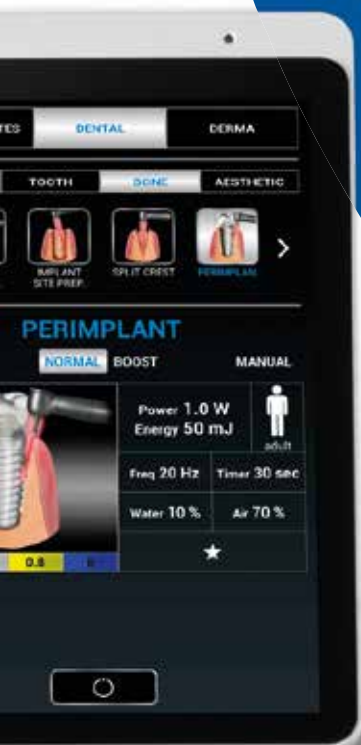 TES DENTAL DERMA
TOOTH BONE AESTHETIC
IMPLANT SITE PREP. SPLIT CREST PERIMPLAN
PERIMPLANT
NORMAL BOOST MANUAL
Power 1.0 W
Energy 50 mJ
adult
Freq 20 Hz Timer 30 sec
Water 10 % Air 70 %
0.8